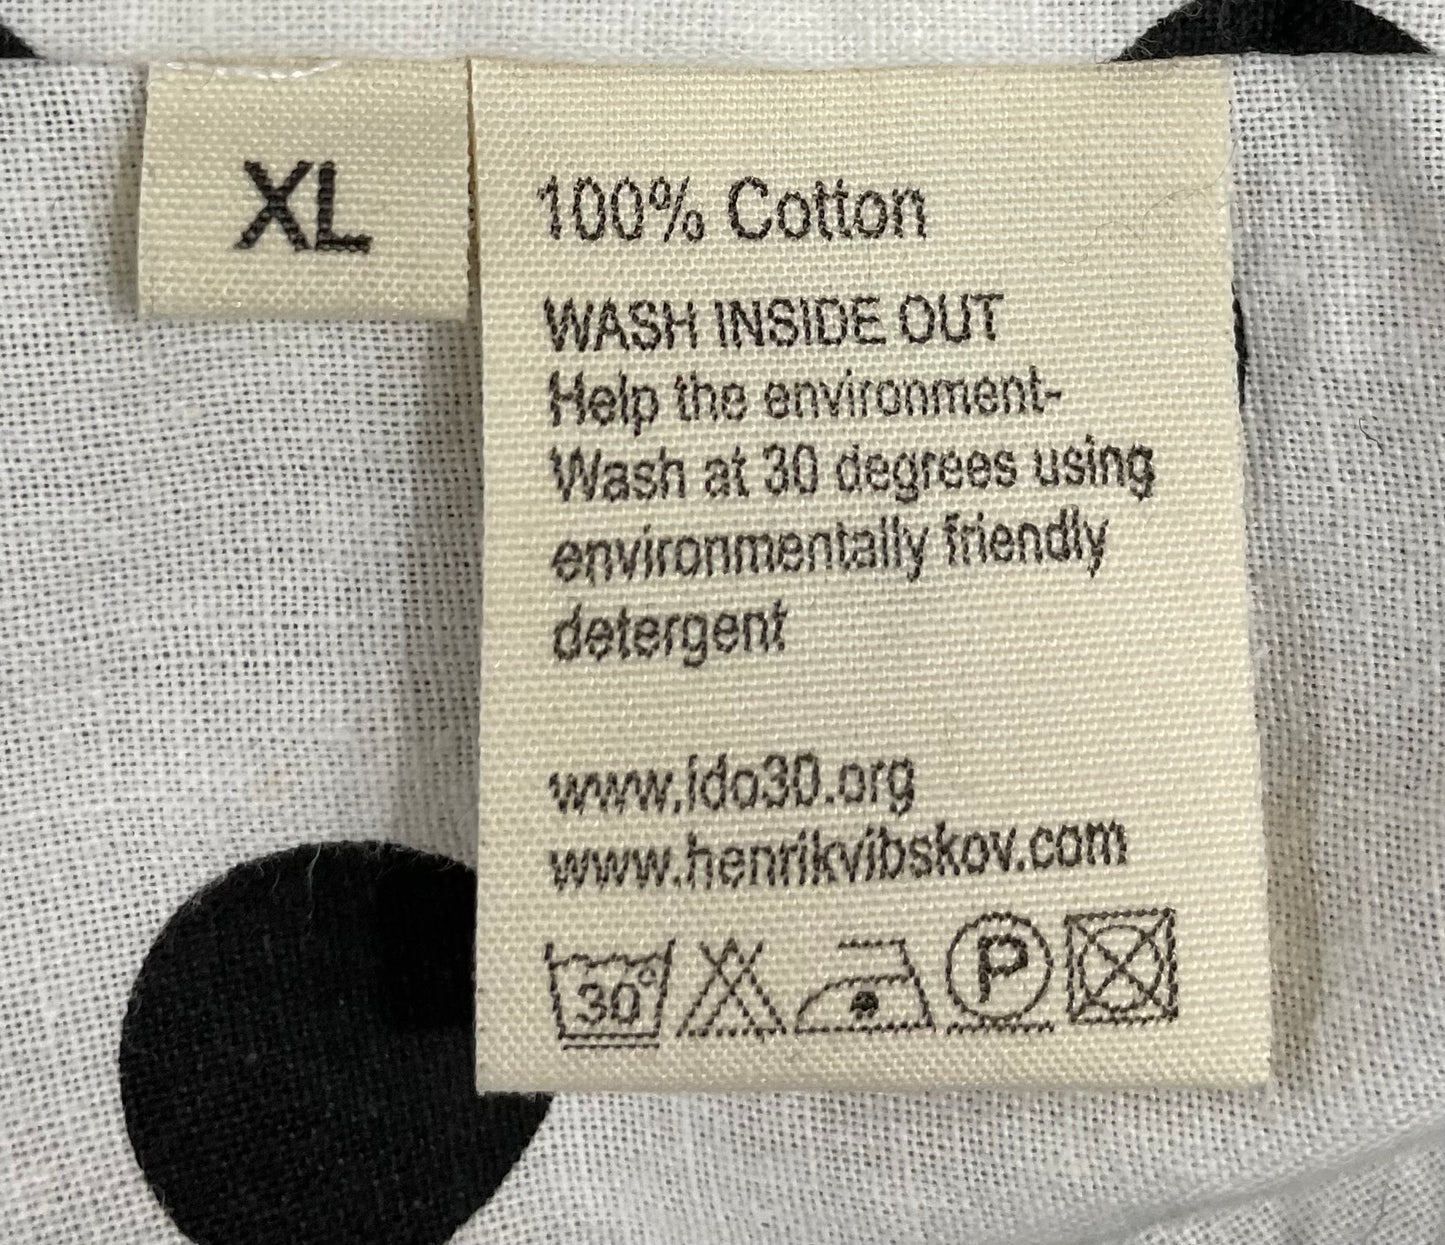 XL
100% Cotton
WASH INSIDE OUT
Help the environment-
Wash at 30 degrees using
environmentally friendly
detergent
www.ido30.org
www.henrikvibskov.com
30°
P